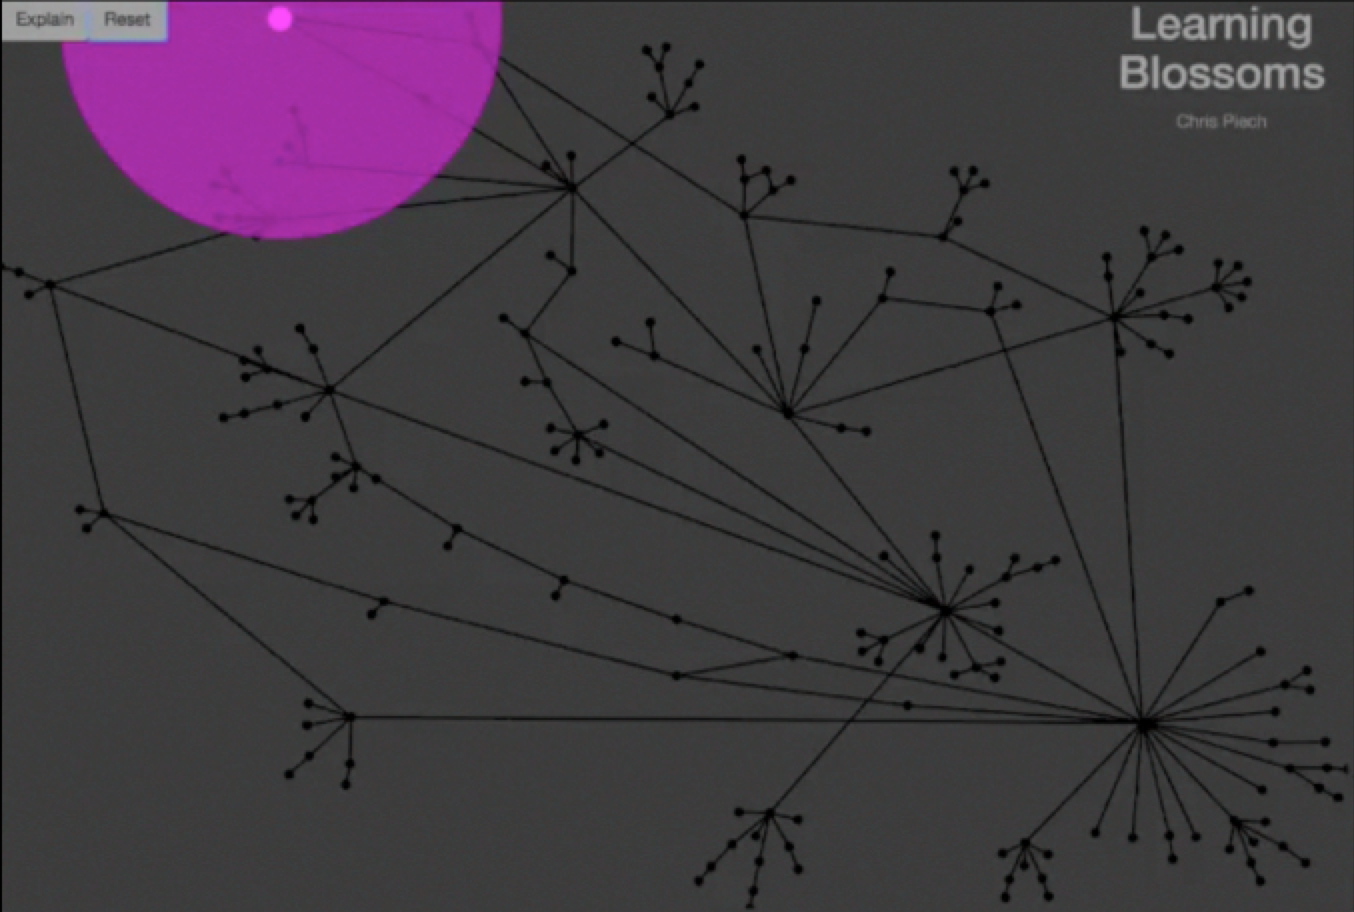 Explain Reset
Learning
Blossoms
Chris Piech